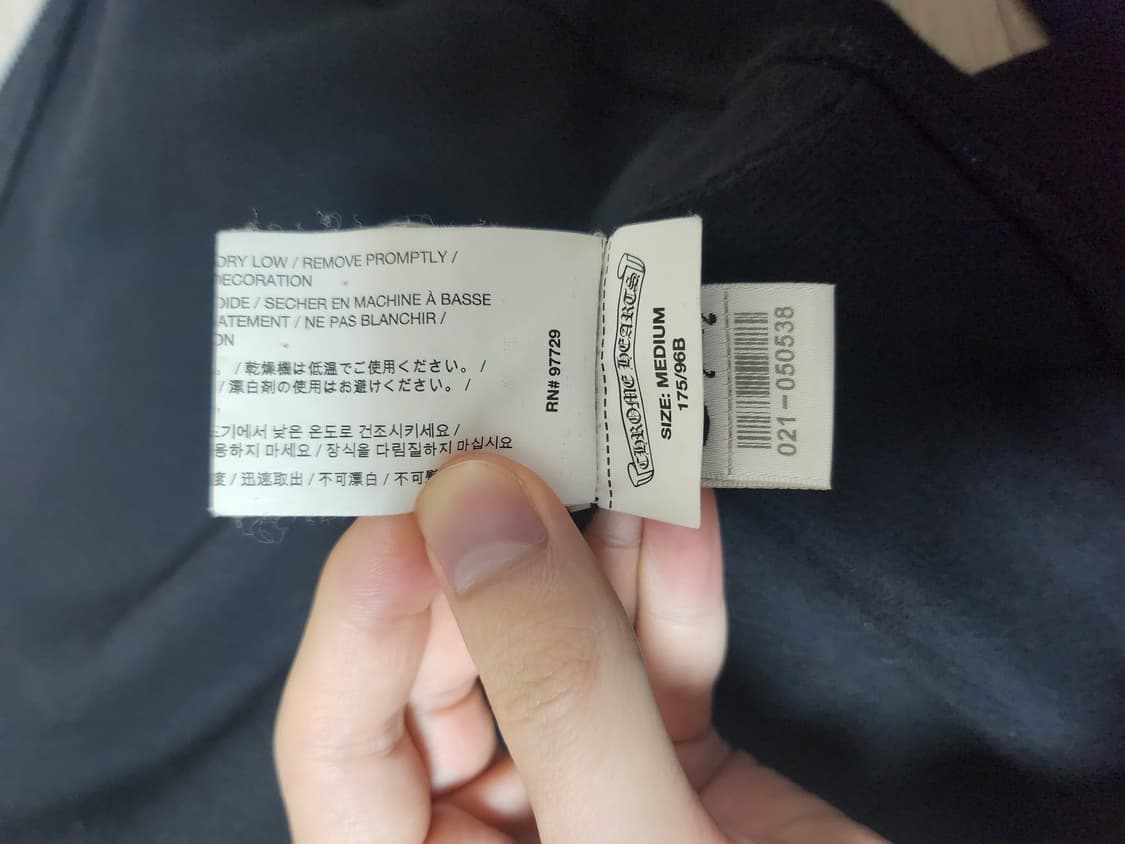 DRY LOW / REMOVE PROMPTLY /
DECORATION
OIDE / SECHER EN MACHINE À BASSE
ATEMENT / NE PAS BLANCHIR /
ON
。 / 乾燥機は低温でご使用ください。 /
/ 漂白剤の使用はお避けください。 /
기에서 낮은 온도로 건조시키세요 /
용하지 마세요 / 장식을 다림질하지 마십시요
度 / 迅速取出 / 不可漂白 / 不可
RN# 97729
CHROME HEARTS
SIZE: MEDIUM
175/96B
021-050538